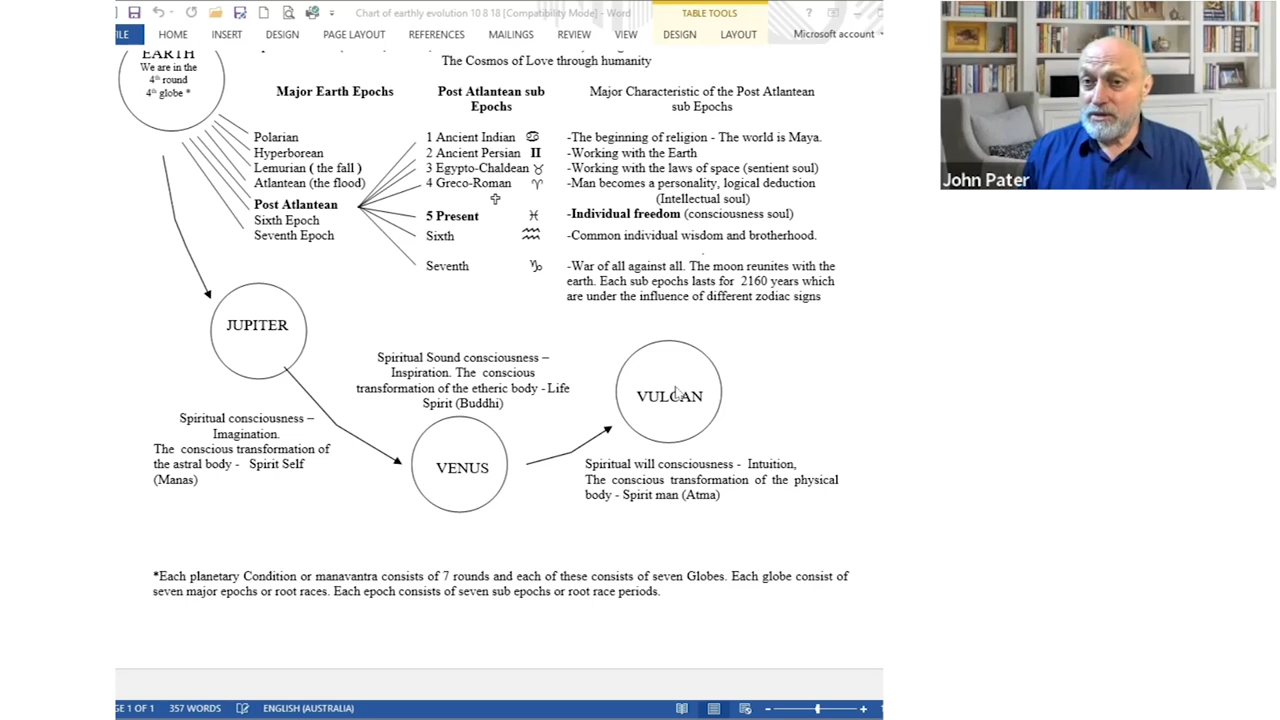 Chart of earthly evolution 10 8 18 [Compatibility Mode] - Word
TABLE TOOLS
FILE HOME INSERT DESIGN PAGE LAYOUT REFERENCES MAILINGS REVIEW VIEW DESIGN LAYOUT Microsoft account
EARTH
We are in the
4th round
4th globe *
The Cosmos of Love through humanity
Major Earth Epochs
Post Atlantean sub
Epochs
Major Characteristic of the Post Atlantean
sub Epochs
Polarian
Hyperborean
Lemurian ( the fall )
Atlantean (the flood)
Post Atlantean
Sixth Epoch
Seventh Epoch
1 Ancient Indian ♋
2 Ancient Persian II
3 Egypto-Chaldean ♉
4 Greco-Roman ♈
5 Present ♓
Sixth ♒
Seventh ♑
-The beginning of religion - The world is Maya.
-Working with the Earth
-Working with the laws of space (sentient soul)
-Man becomes a personality, logical deduction
(Intellectual soul)
-Individual freedom (consciousness soul)
-Common individual wisdom and brotherhood.
-War of all against all. The moon reunites with the
earth. Each sub epochs lasts for 2160 years which
are under the influence of different zodiac signs
JUPITER
Spiritual consciousness –
Imagination.
The conscious transformation of
the astral body - Spirit Self
(Manas)
Spiritual Sound consciousness –
Inspiration. The conscious
transformation of the etheric body - Life
Spirit (Buddhi)
VENUS
VULCAN
Spiritual will consciousness - Intuition,
The conscious transformation of the physical
body - Spirit man (Atma)
*Each planetary Condition or manavantra consists of 7 rounds and each of these consists of seven Globes. Each globe consist of
seven major epochs or root races. Each epoch consists of seven sub epochs or root race periods.
GE 1 OF 1 357 WORDS ENGLISH (AUSTRALIA)
John Pater